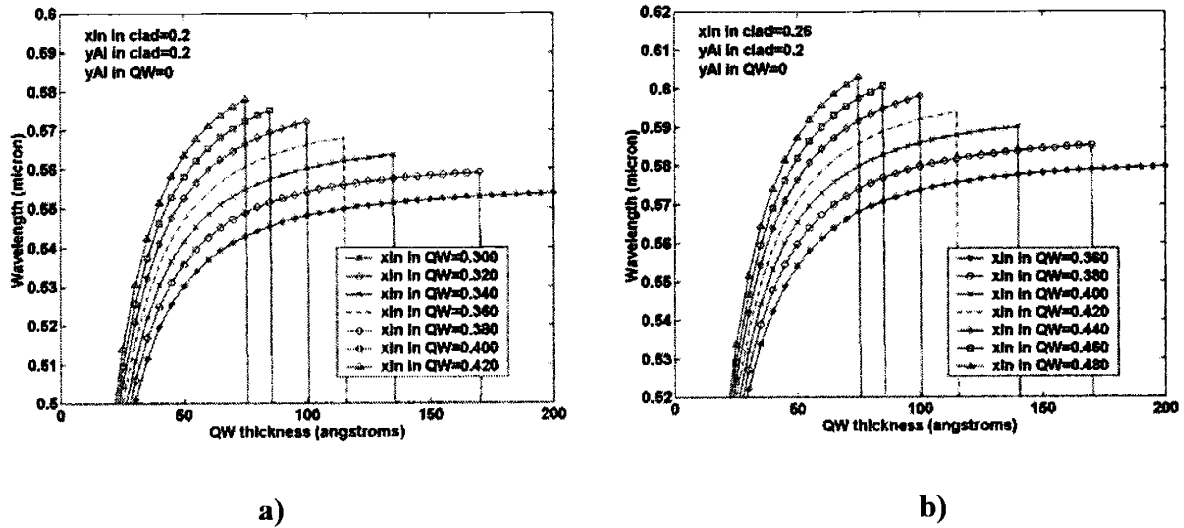 0.6
0.59
0.58
0.57
0.56
0.55
0.54
0.53
0.52
0.51
0.5
Wavelength (micron)
xIn in clad=0.2
yAl in clad=0.2
yAl in QW=0
xIn in QW=0.300
xIn in QW=0.320
xIn in QW=0.340
xIn in QW=0.360
xIn in QW=0.380
xIn in QW=0.400
xIn in QW=0.420
0 50 100 150 200
QW thickness (angstroms)
a)
0.62
0.61
0.6
0.59
0.58
0.57
0.56
0.55
0.54
0.53
0.52
Wavelength (micron)
xIn in clad=0.26
yAl in clad=0.2
yAl in QW=0
xIn in QW=0.360
xIn in QW=0.380
xIn in QW=0.400
xIn in QW=0.420
xIn in QW=0.440
xIn in QW=0.460
xIn in QW=0.480
0 50 100 150 200
QW thickness (angstroms)
b)